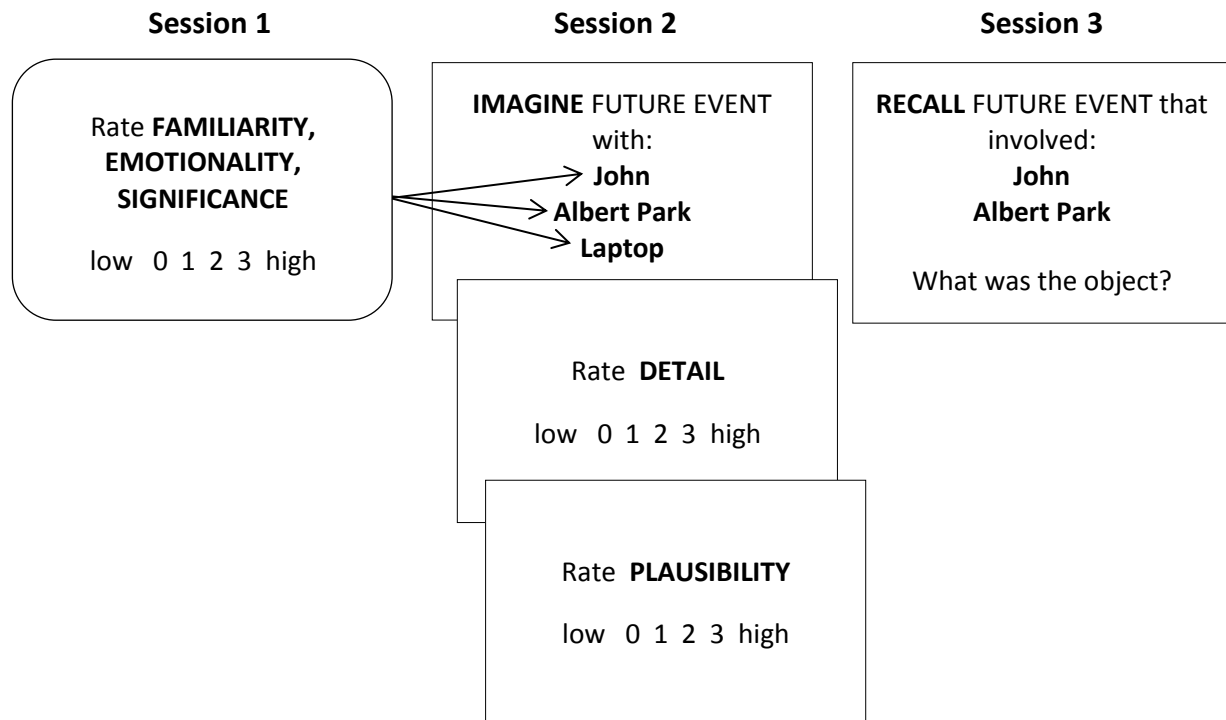 Session 1
Rate FAMILIARITY,
EMOTIONALITY,
SIGNIFICANCE
low 0 1 2 3 high
Session 2
IMAGINE FUTURE EVENT
with:
John
Albert Park
Laptop
Rate DETAIL
low 0 1 2 3 high
Rate PLAUSIBILITY
low 0 1 2 3 high
Session 3
RECALL FUTURE EVENT that
involved:
John
Albert Park
What was the object?